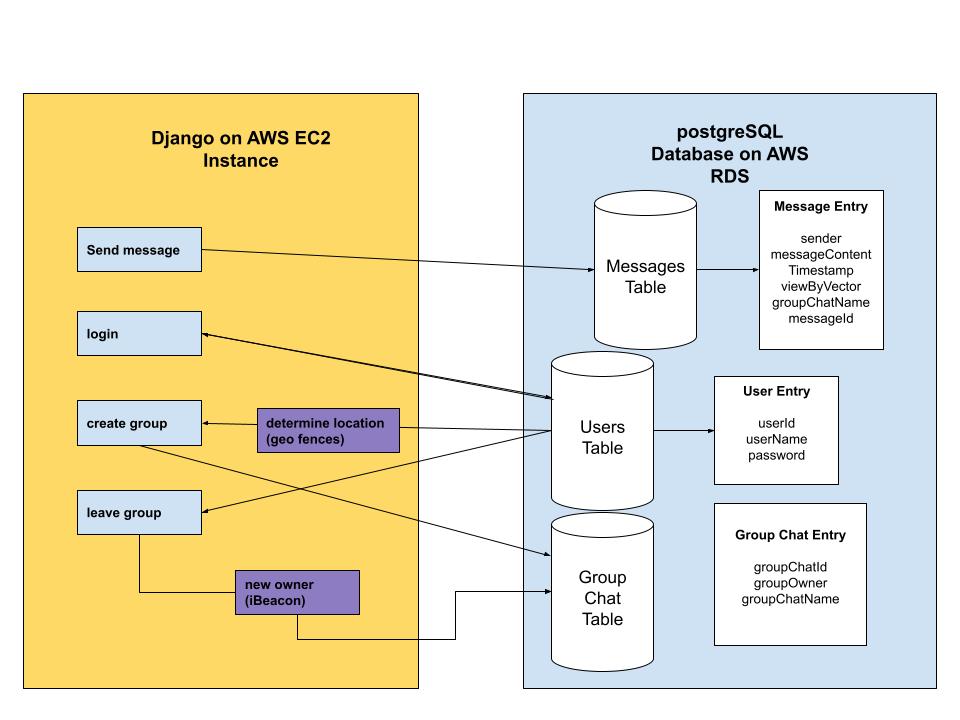 Django on AWS EC2
Instance
Send message
login
create group
determine location
(geo fences)
leave group
new owner
(iBeacon)
postgreSQL
Database on AWS
RDS
Messages
Table
Message Entry
sender
messageContent
Timestamp
viewByVector
groupChatName
messageId
Users
Table
User Entry
userId
userName
password
Group
Chat
Table
Group Chat Entry
groupChatId
groupOwner
groupChatName